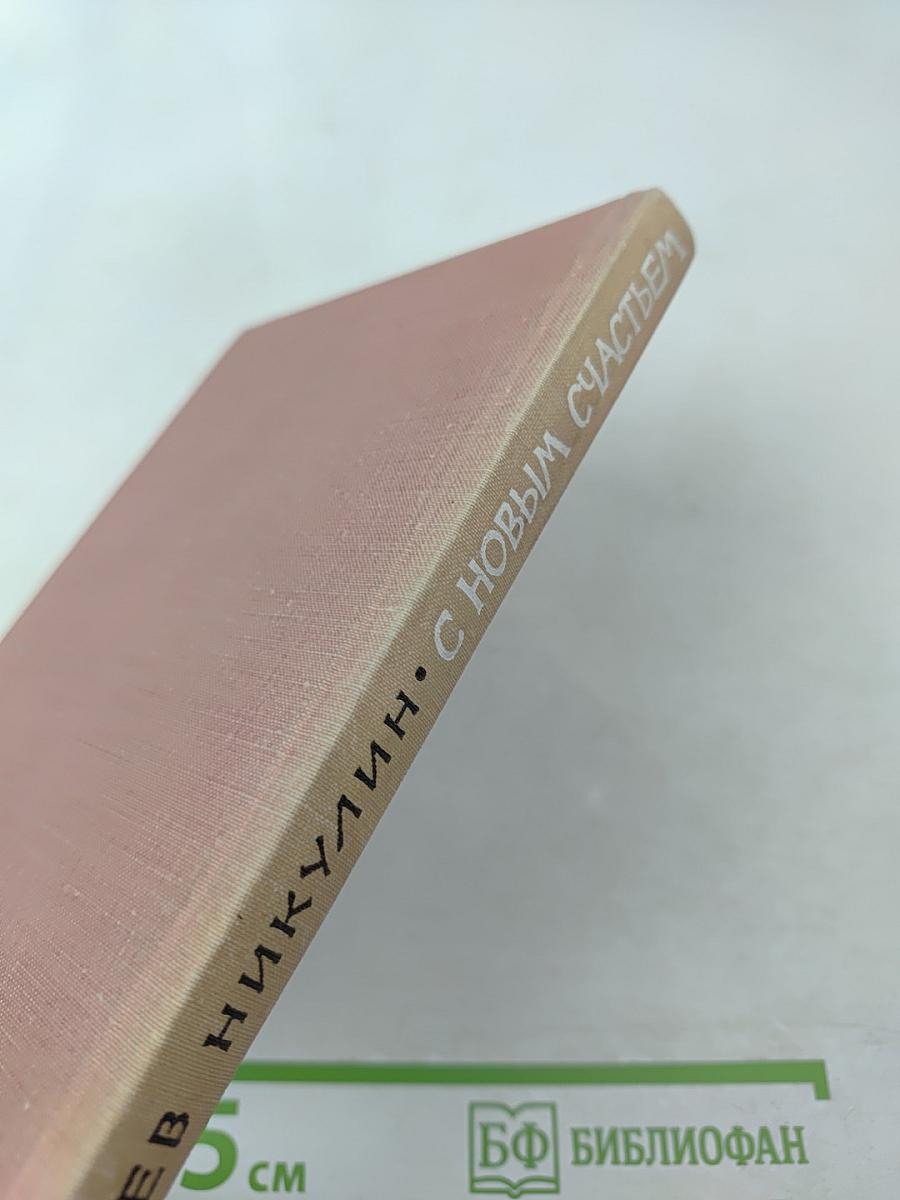 ЕВ НИКУЛИН · С НОВЫМ СЧАСТЬЕМ
5 см
БФ БИБЛИОФАН